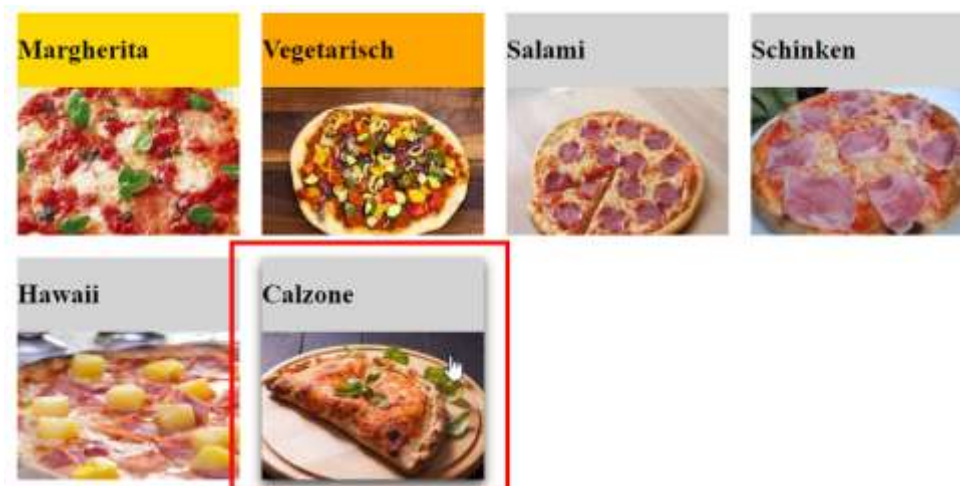 Margherita
Vegetarisch
Salami
Schinken
Hawaii
Calzone